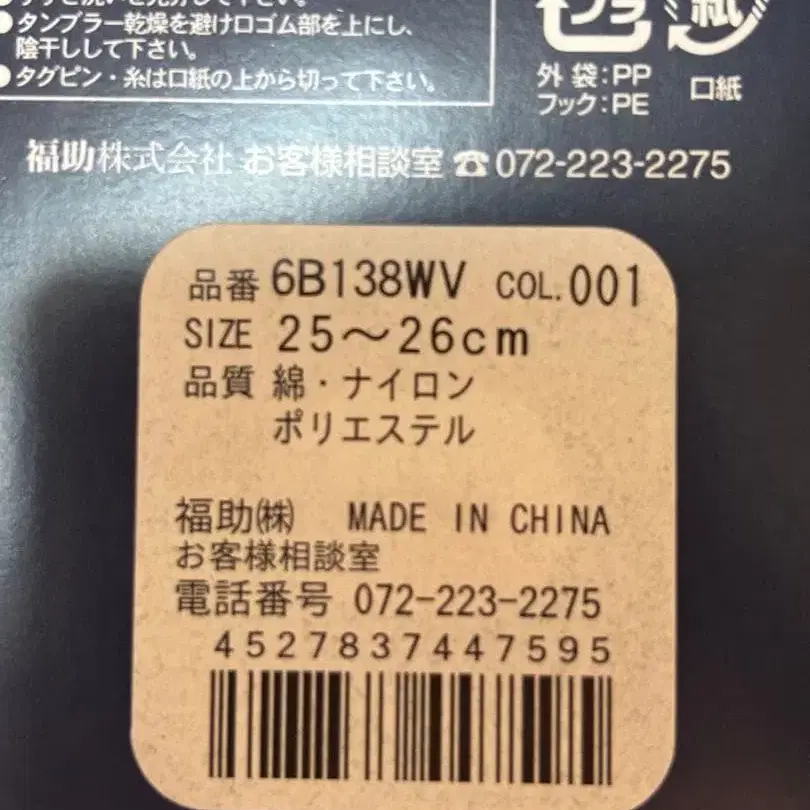 ●タンブラー乾燥を避け口ゴム部を上にし、
陰干しして下さい。
●タグピン・糸は口紙の上から切って下さい。
プラ
紙
外袋:PP
フック:PE
口紙
福助株式会社 お客様相談室 ☎072-223-2275
品番 6B138WV COL.001
SIZE 25～26cm
品質 綿・ナイロン
ポリエステル
福助㈱ MADE IN CHINA
お客様相談室
電話番号 072-223-2275
4527837447595